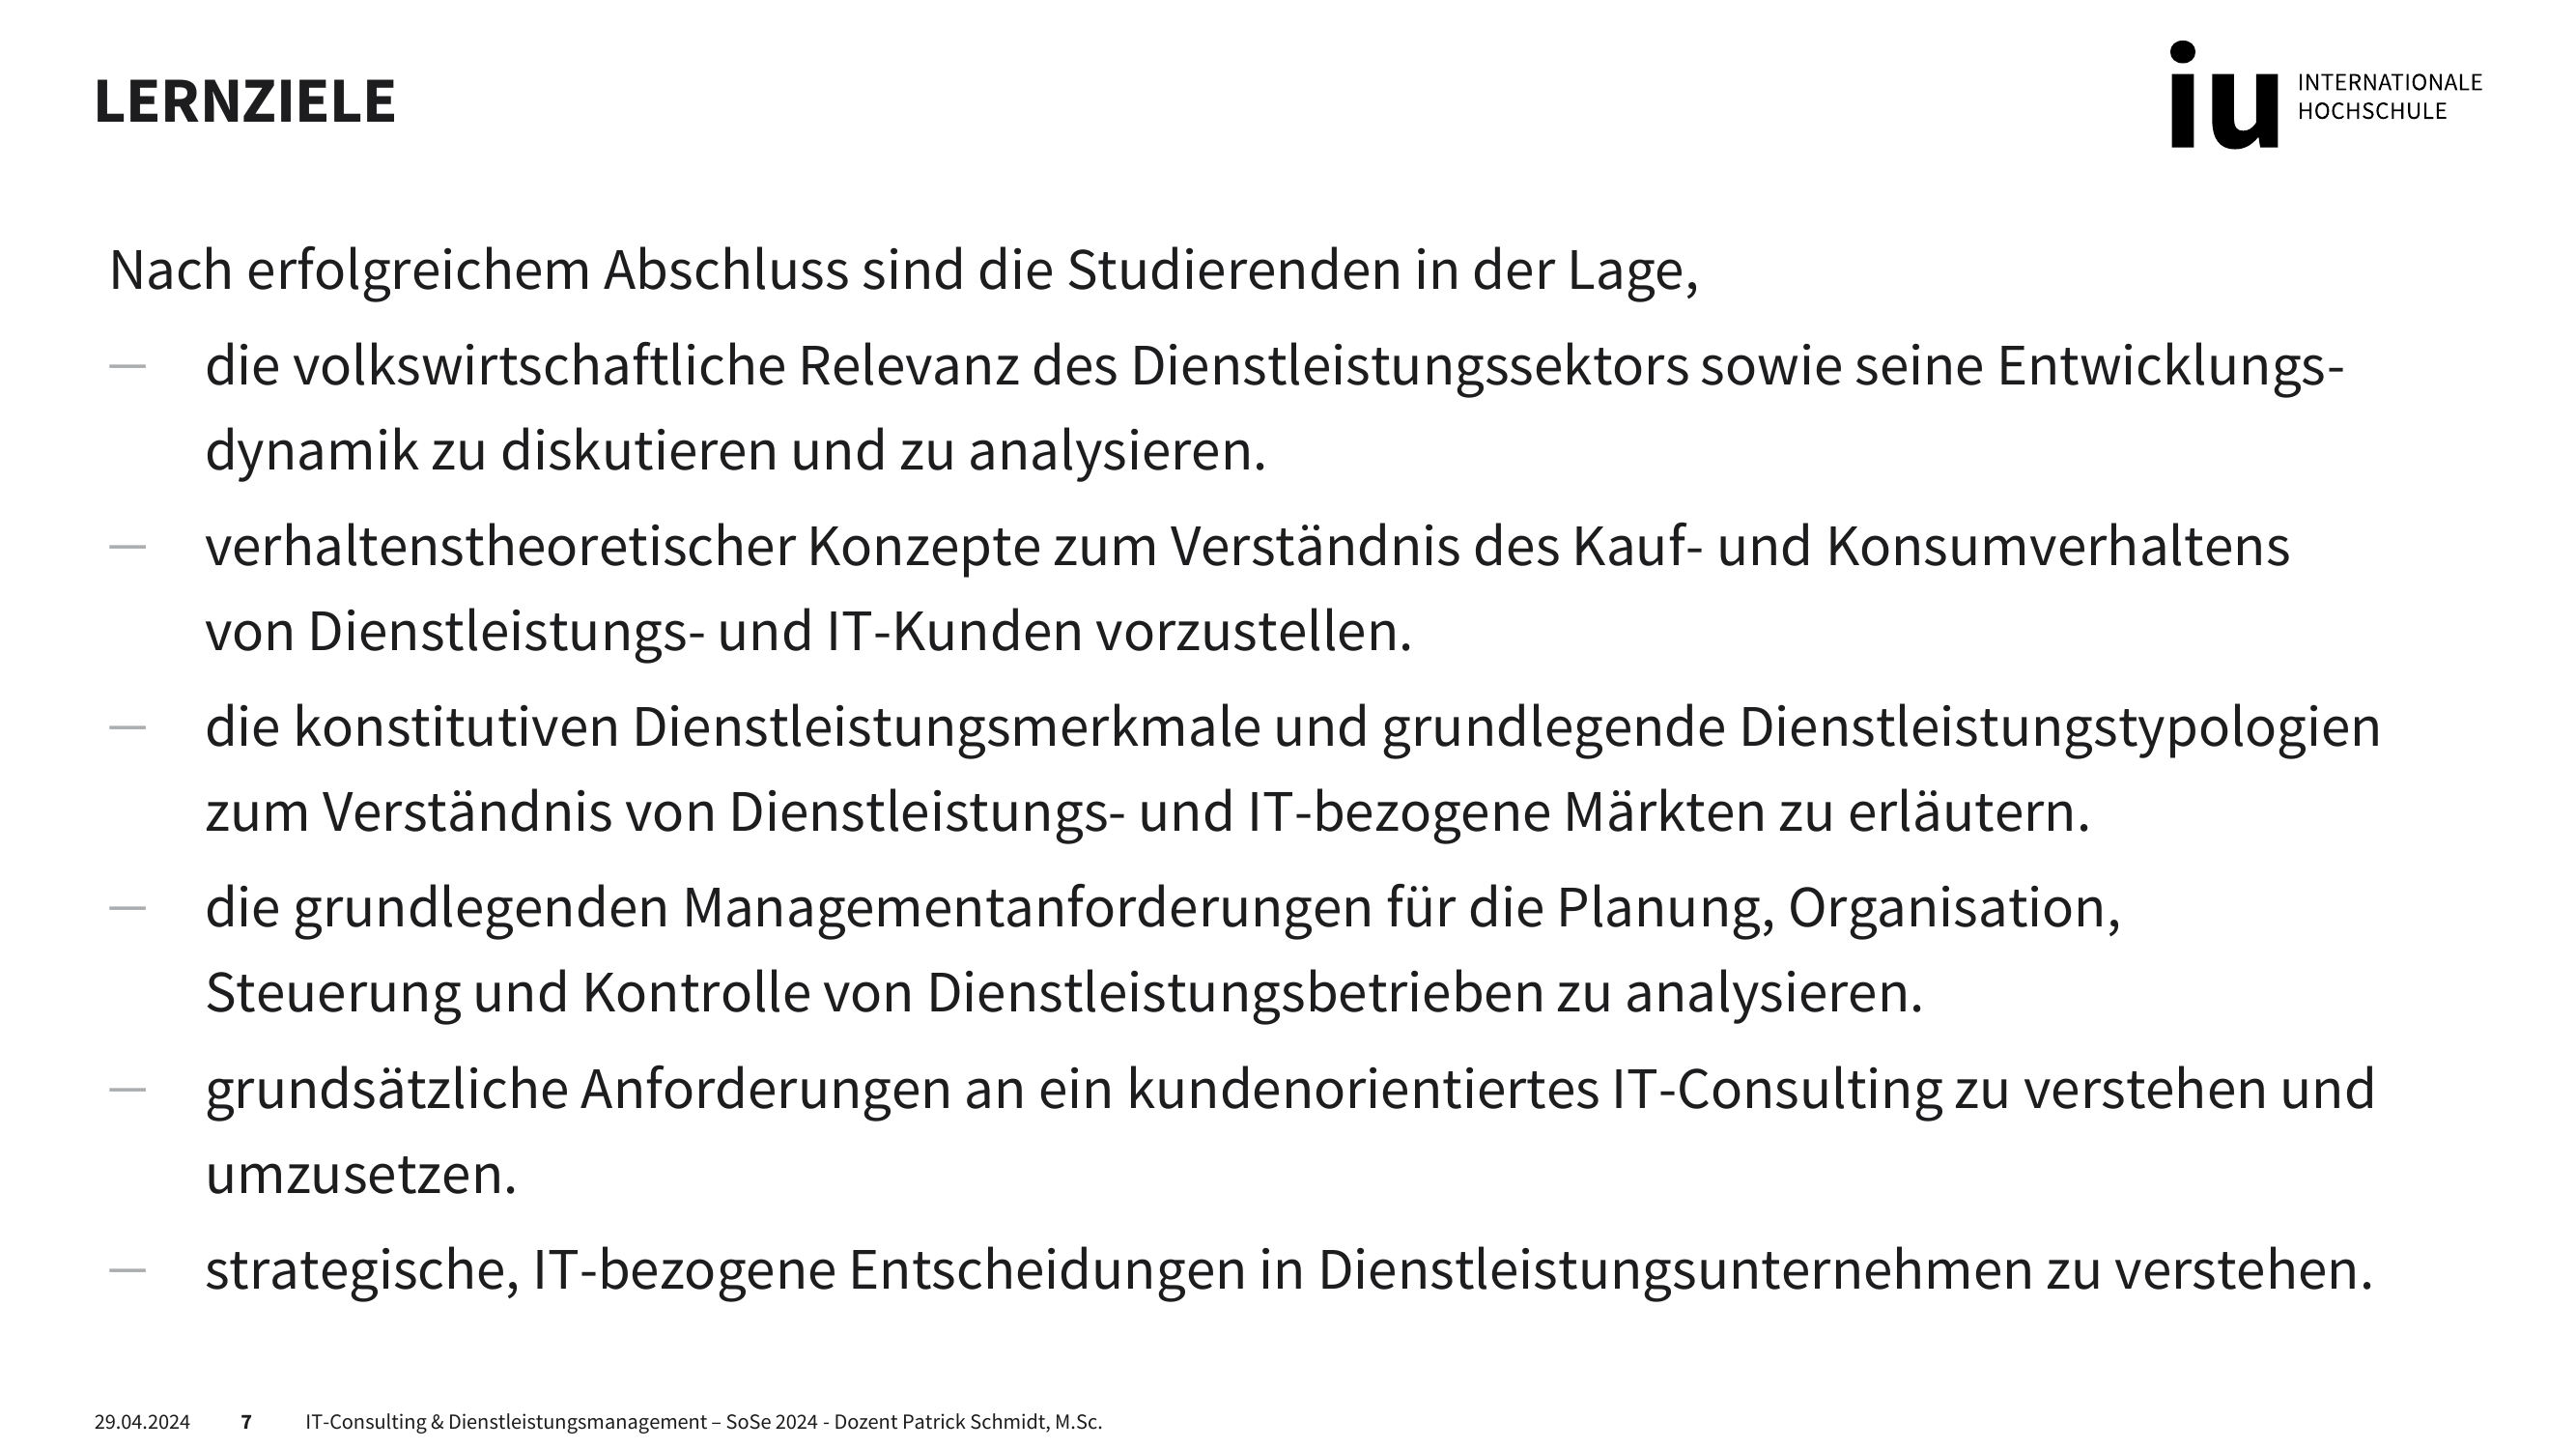 LERNZIELE
iu INTERNATIONALE
HOCHSCHULE
Nach erfolgreichem Abschluss sind die Studierenden in der Lage,
— die volkswirtschaftliche Relevanz des Dienstleistungssektors sowie seine Entwicklungs-
dynamik zu diskutieren und zu analysieren.
— verhaltenstheoretischer Konzepte zum Verständnis des Kauf- und Konsumverhaltens
von Dienstleistungs- und IT-Kunden vorzustellen.
— die konstitutiven Dienstleistungsmerkmale und grundlegende Dienstleistungstypologien
zum Verständnis von Dienstleistungs- und IT-bezogene Märkten zu erläutern.
— die grundlegenden Managementanforderungen für die Planung, Organisation,
Steuerung und Kontrolle von Dienstleistungsbetrieben zu analysieren.
— grundsätzliche Anforderungen an ein kundenorientiertes IT-Consulting zu verstehen und
umzusetzen.
— strategische, IT-bezogene Entscheidungen in Dienstleistungsunternehmen zu verstehen.
29.04.2024 7 IT-Consulting & Dienstleistungsmanagement – SoSe 2024 - Dozent Patrick Schmidt, M.Sc.